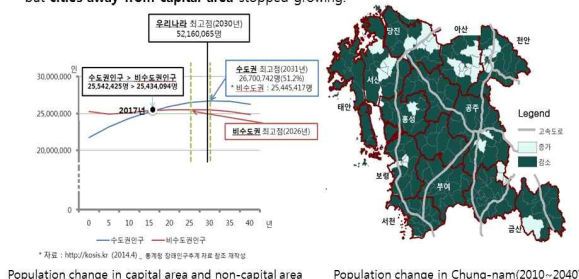 but cities away from capital area stopped growing.
우리나라 최고점(2030년)
52,160,065명
인
30,000,000
25,000,000
20,000,000
0
수도권인구 > 비수도권인구
25,542,425명 > 25,434,094명
2017년
수도권 최고점(2031년)
26,700,742명(51.2%)
* 비수도권 : 25,445,417명
비수도권 최고점(2026년)
0 5 10 15 20 25 30 35 40 년
수도권인구 비수도권인구
* 자료 : http://kosis.kr (2014.4) _ 통계청 장래인구추계 자료 참조 재작성
Population change in capital area and non-capital area
당진
아산
천안
서산
태안
홍성
공주
보령
부여
서천
금산
Legend
고속도로
증가
감소
Population change in Chung-nam(2010~2040